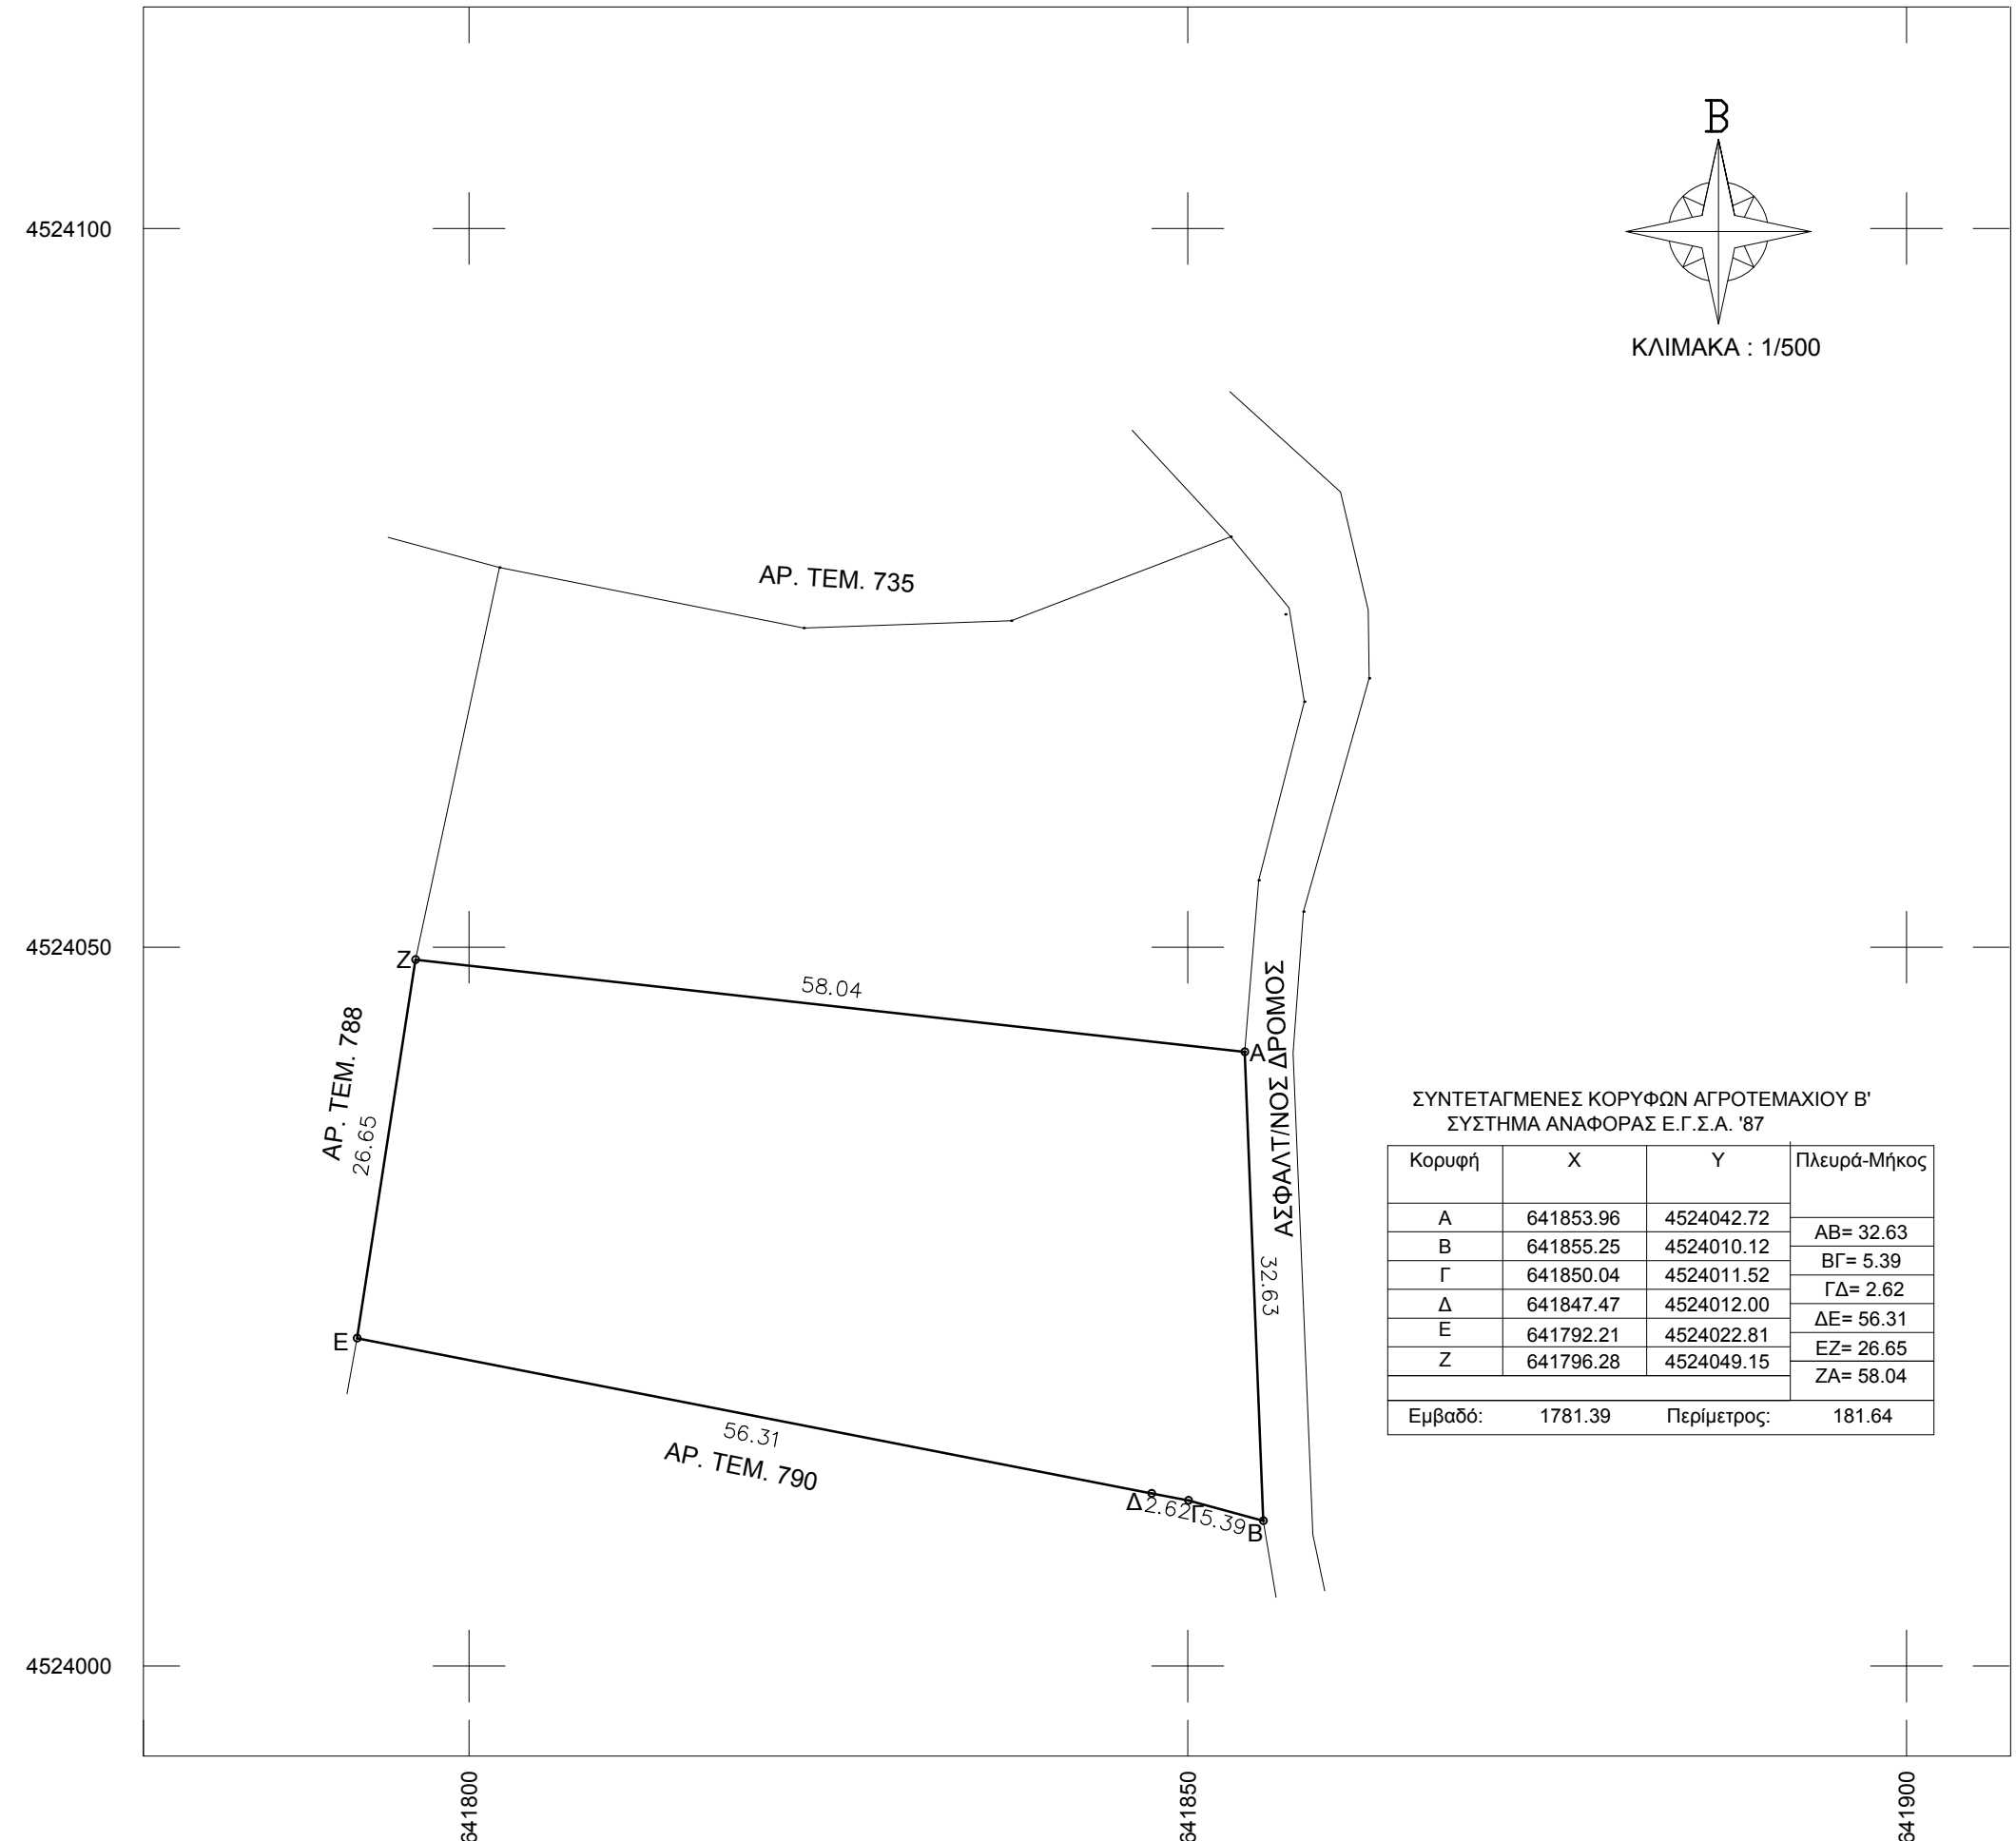 Β
4524100
ΚΛΙΜΑΚΑ : 1/500
ΑΡ. ΤΕΜ. 735
4524050
Ζ
58.04
Α
ΑΣΦΑΛΤ/ΝΟΣ ΔΡΟΜΟΣ
ΑΡ. ΤΕΜ. 788
26.65
32.63
Ε
56.31
ΑΡ. ΤΕΜ. 790
Δ
2.62
Γ
5.39
Β
ΣΥΝΤΕΤΑΓΜΕΝΕΣ ΚΟΡΥΦΩΝ ΑΓΡΟΤΕΜΑΧΙΟΥ Β'
ΣΥΣΤΗΜΑ ΑΝΑΦΟΡΑΣ Ε.Γ.Σ.Α. '87
Κορυφή Χ Υ Πλευρά-Μήκος
Α 641853.96 4524042.72
ΑΒ= 32.63
Β 641855.25 4524010.12
ΒΓ= 5.39
Γ 641850.04 4524011.52
ΓΔ= 2.62
Δ 641847.47 4524012.00
ΔΕ= 56.31
Ε 641792.21 4524022.81
ΕΖ= 26.65
Ζ 641796.28 4524049.15
ΖΑ= 58.04
Εμβαδό: 1781.39 Περίμετρος: 181.64
4524000
641800
641850
641900